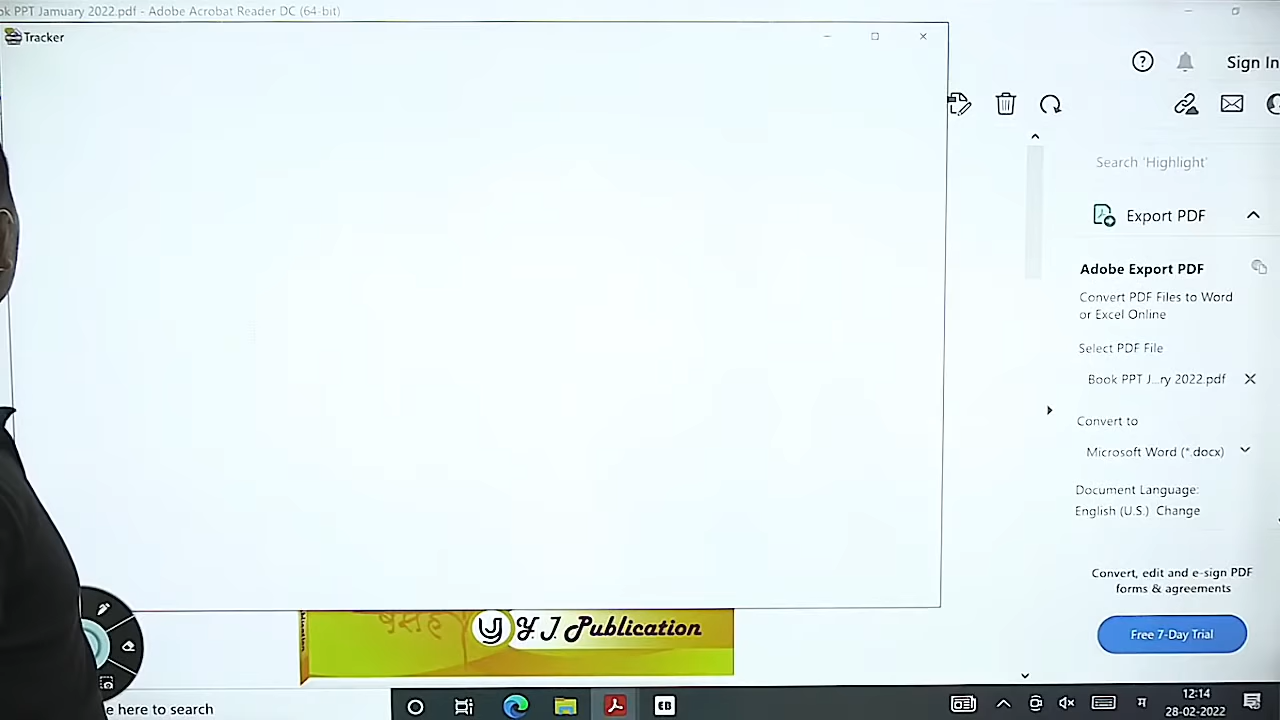 ok PPT Jamuary 2022.pdf - Adobe Acrobat Reader DC (64-bit)
Tracker
Sign In
Search 'Highlight'
Export PDF
Adobe Export PDF
Convert PDF Files to Word
or Excel Online
Select PDF File
Book PPT J...ry 2022.pdf
Convert to
Microsoft Word (*.docx)
Document Language:
English (U.S.) Change
Convert, edit and e-sign PDF
forms & agreements
Free 7-Day Trial
Y.J. Publication
e here to search
EB
म
12:14
28-02-2022